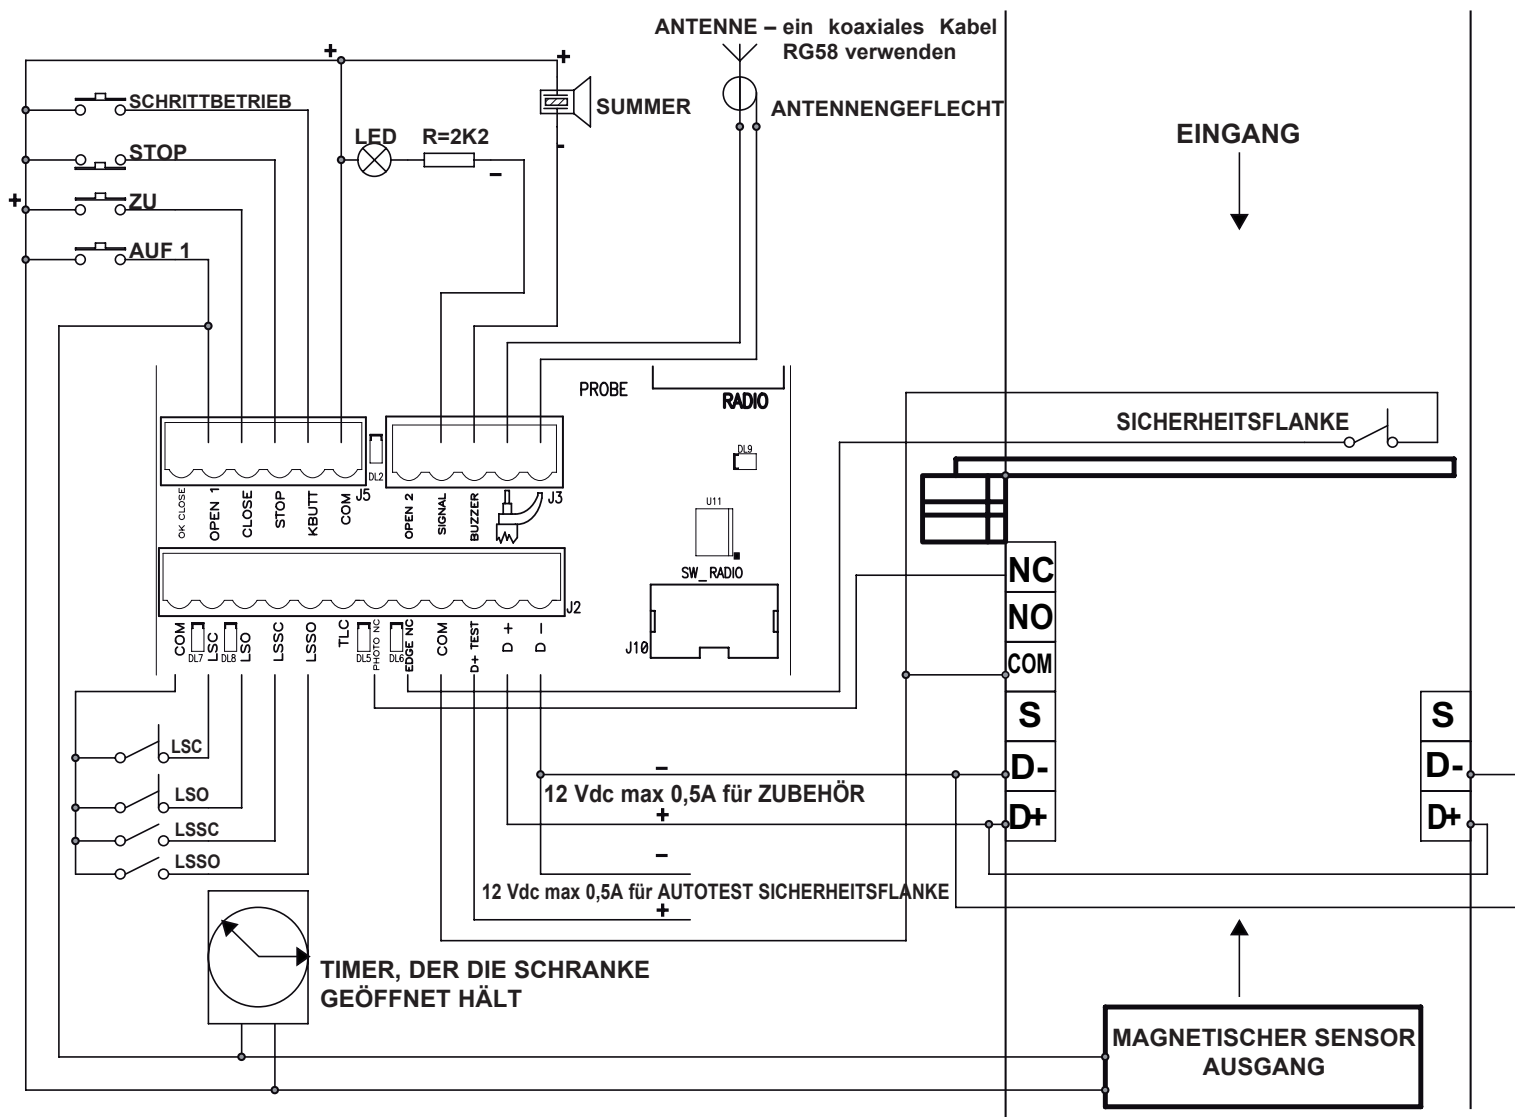 ANTENNE – ein koaxiales Kabel
RG58 verwenden
+
+
SCHRITTBETRIEB
SUMMER
ANTENNENGEFLECHT
EINGANG
LED
R=2K2
-
STOP
–
+
ZU
AUF 1
PROBE
RADIO
SICHERHEITSFLANKE
DL2
DL9
J5
J3
OK CLOSE
OPEN 1
CLOSE
STOP
KBUTT
COM
OPEN 2
SIGNAL
BUZZER
U11
SW_RADIO
J2
J10
COM
DL7
LSC
DL8
LSO
LSSC
LSSO
TLC
DL5
PHOTO NC
DL6
EDGE NC
COM
D+ TEST
D +
D -
NC
NO
COM
S
D-
D+
S
D-
D+
LSC
LSO
LSSC
LSSO
–
12 Vdc max 0,5A für ZUBEHÖR
+
–
12 Vdc max 0,5A für AUTOTEST SICHERHEITSFLANKE
+
TIMER, DER DIE SCHRANKE
GEÖFFNET HÄLT
MAGNETISCHER SENSOR
AUSGANG